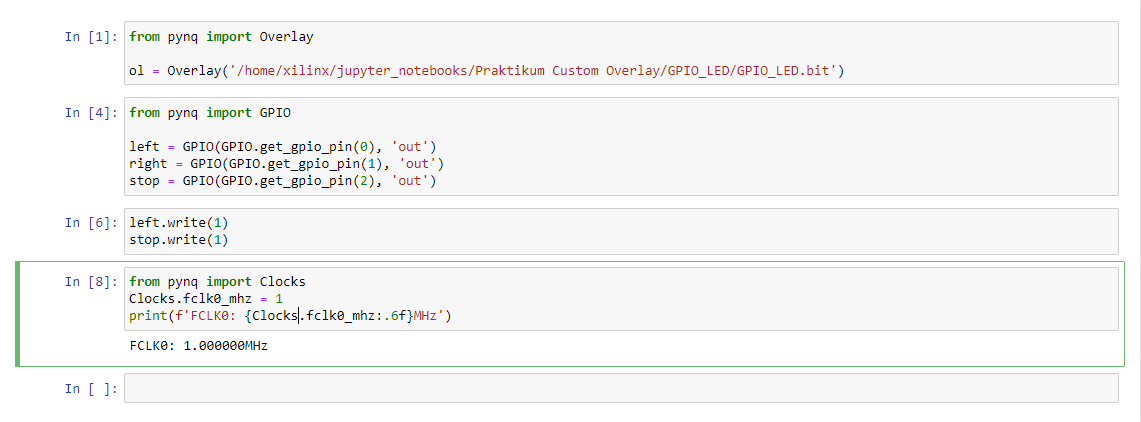 In [1]: from pynq import Overlay
ol = Overlay('/home/xilinx/jupyter_notebooks/Praktikum Custom Overlay/GPIO_LED/GPIO_LED.bit')
In [4]: from pynq import GPIO
left = GPIO(GPIO.get_gpio_pin(0), 'out')
right = GPIO(GPIO.get_gpio_pin(1), 'out')
stop = GPIO(GPIO.get_gpio_pin(2), 'out')
In [6]: left.write(1)
stop.write(1)
In [8]: from pynq import Clocks
Clocks.fclk0_mhz = 1
print(f'FCLK0: {Clocks.fclk0_mhz:.6f}MHz')
FCLK0: 1.000000MHz
In [ ]: